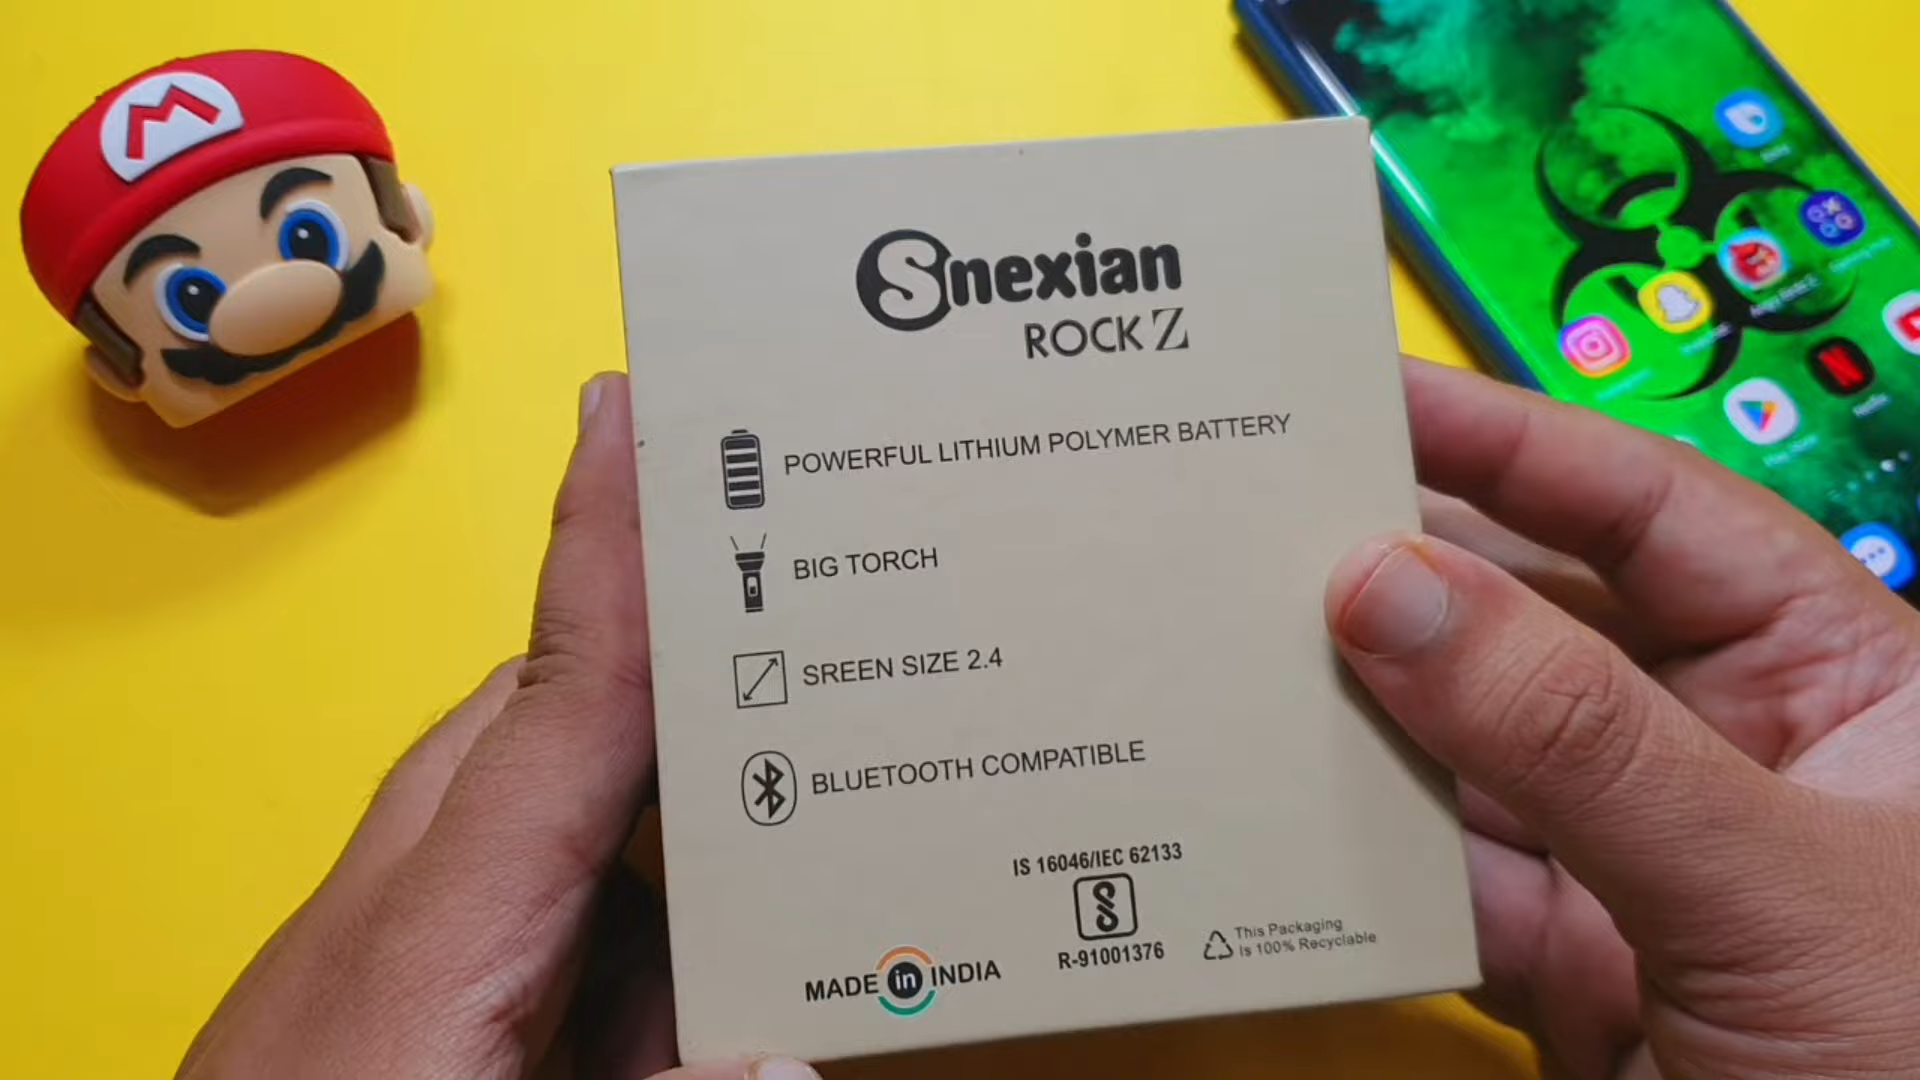 M
Snexian
ROCK Z
POWERFUL LITHIUM POLYMER BATTERY
BIG TORCH
SREEN SIZE 2.4
BLUETOOTH COMPATIBLE
IS 16046/IEC 62133
R-91001376
MADE in INDIA
This Packaging
is 100% Recyclable